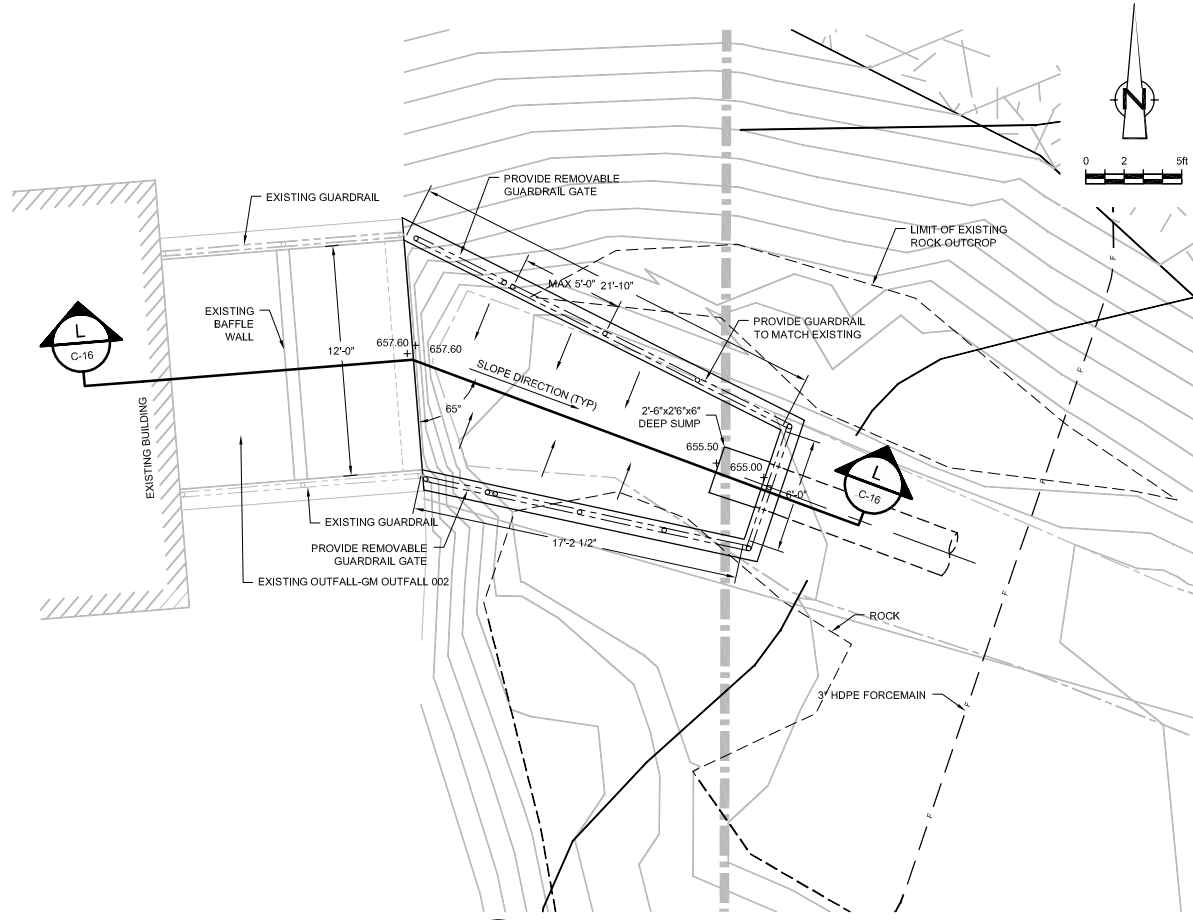 N
0 2 5ft
PROVIDE REMOVABLE
GUARDRAIL GATE
EXISTING GUARDRAIL
LIMIT OF EXISTING
ROCK OUTCROP
F
MAX 5'-0"
21'-10"
EXISTING
BAFFLE
WALL
L
C-16
PROVIDE GUARDRAIL
TO MATCH EXISTING
657.60
657.60
12'-0"
SLOPE DIRECTION (TYP)
65°
2'-6"x2'6"x6"
DEEP SUMP
EXISTING BUILDING
655.50
655.00
L
C-16
F
6'-0"
EXISTING GUARDRAIL
17'-2 1/2"
PROVIDE REMOVABLE
GUARDRAIL GATE
EXISTING OUTFALL-GM OUTFALL 002
F
ROCK
3" HDPE FORCEMAIN
F
F
F